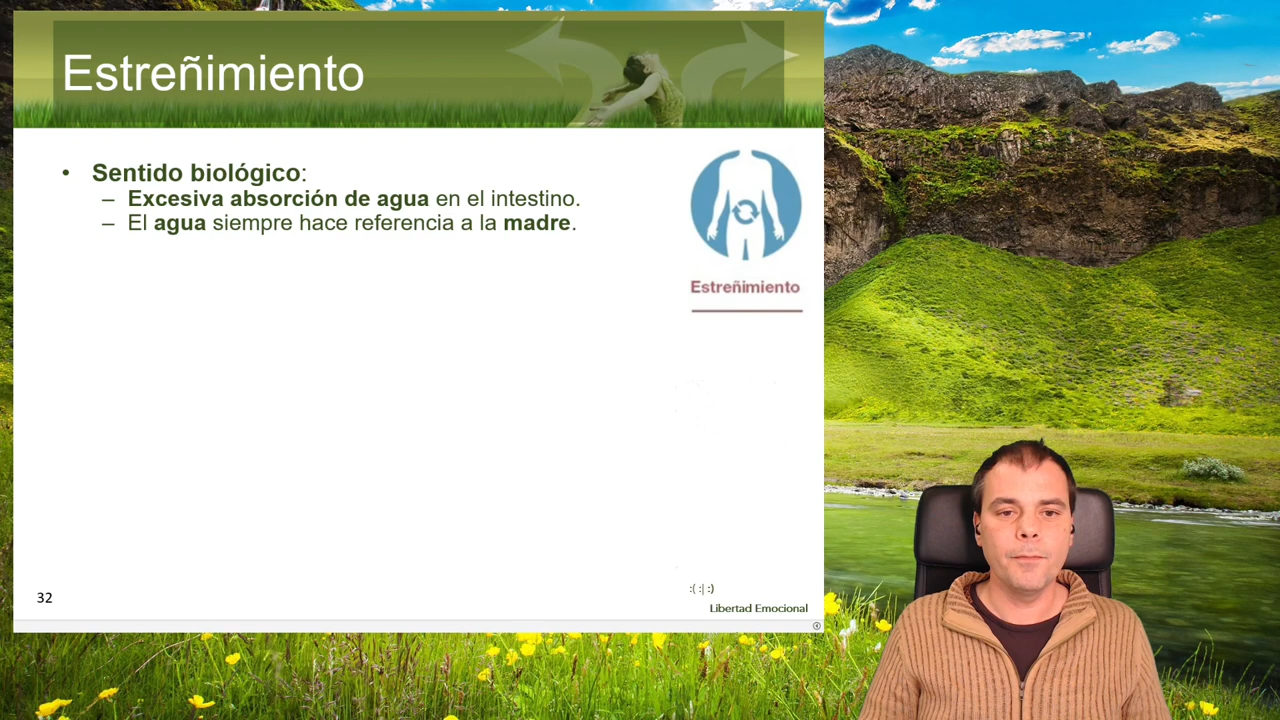 Estreñimiento
• Sentido biológico:
– Excesiva absorción de agua en el intestino.
– El agua siempre hace referencia a la madre.
Estreñimiento
32
:( :| :)
Libertad Emocional